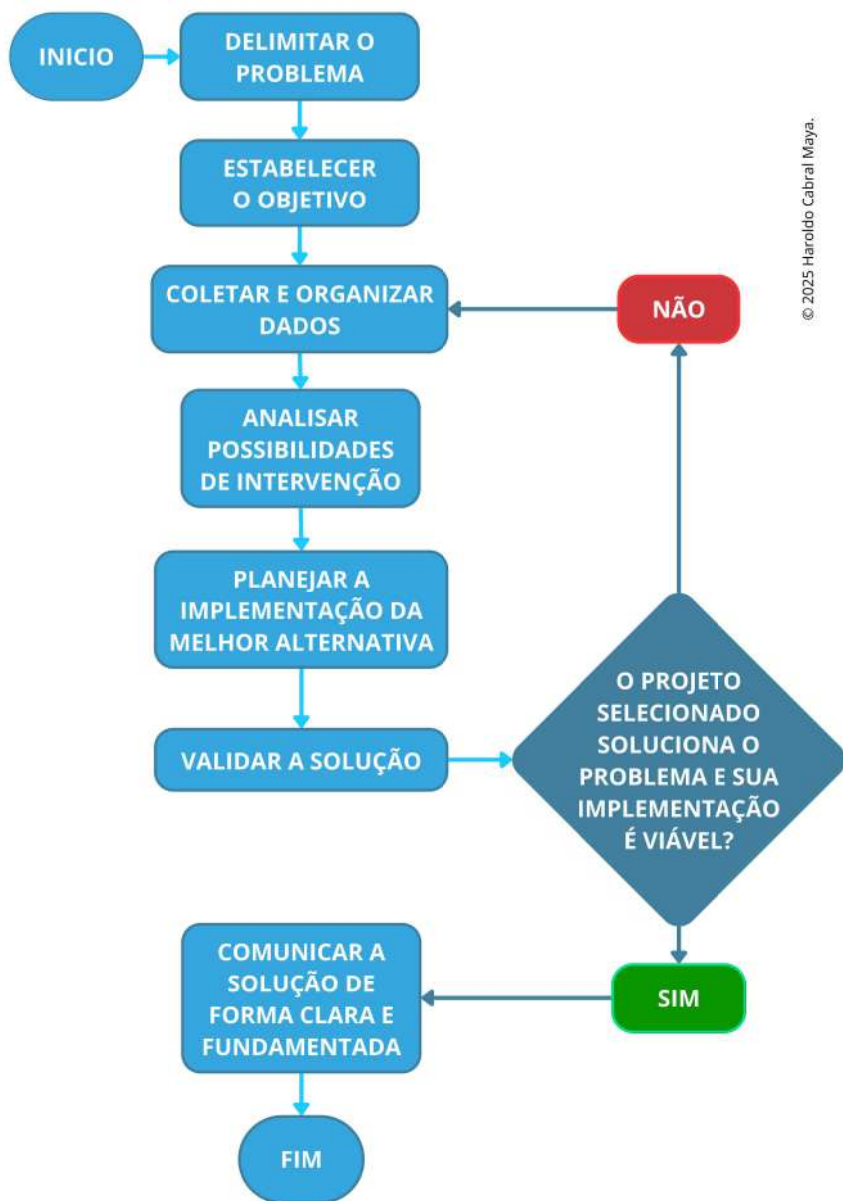 INICIO
DELIMITAR O
PROBLEMA
ESTABELECER
O OBJETIVO
COLETAR E ORGANIZAR
DADOS
NÃO
ANALISAR
POSSIBILIDADES
DE INTERVENÇÃO
PLANEJAR A
IMPLEMENTAÇÃO DA
MELHOR ALTERNATIVA
VALIDAR A SOLUÇÃO
O PROJETO
SELECIONADO
SOLUCIONA O
PROBLEMA E SUA
IMPLEMENTAÇÃO
É VIÁVEL?
SIM
COMUNICAR A
SOLUÇÃO DE
FORMA CLARA E
FUNDAMENTADA
FIM
© 2025 Haroldo Cabral Maya.